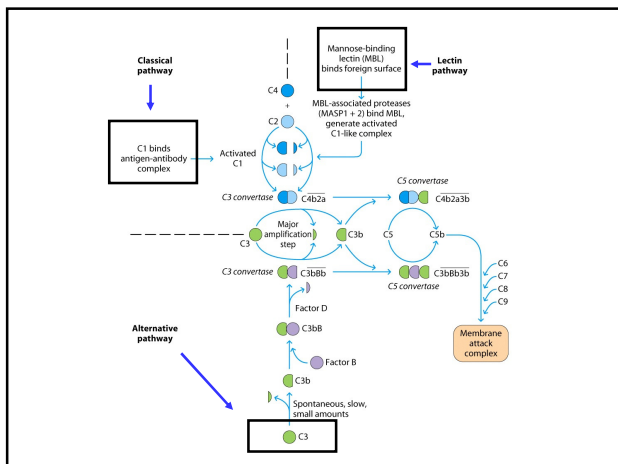 Classical
pathway
Mannose-binding
lectin (MBL)
binds foreign surface
Lectin
pathway
C4
+
C2
MBL-associated proteases
(MASP1 + 2) bind MBL,
generate activated
C1-like complex
C1 binds
antigen-antibody
complex
Activated
C1
C3 convertase
C4b2a
C5 convertase
C4b2a3b
C3
Major
amplification
step
C3b
C5
C5b
C3 convertase
C3bBb
C5 convertase
C3bBb3b
C6
C7
C8
C9
Factor D
C3bB
Membrane
attack
complex
Alternative
pathway
Factor B
C3b
Spontaneous, slow,
small amounts
C3